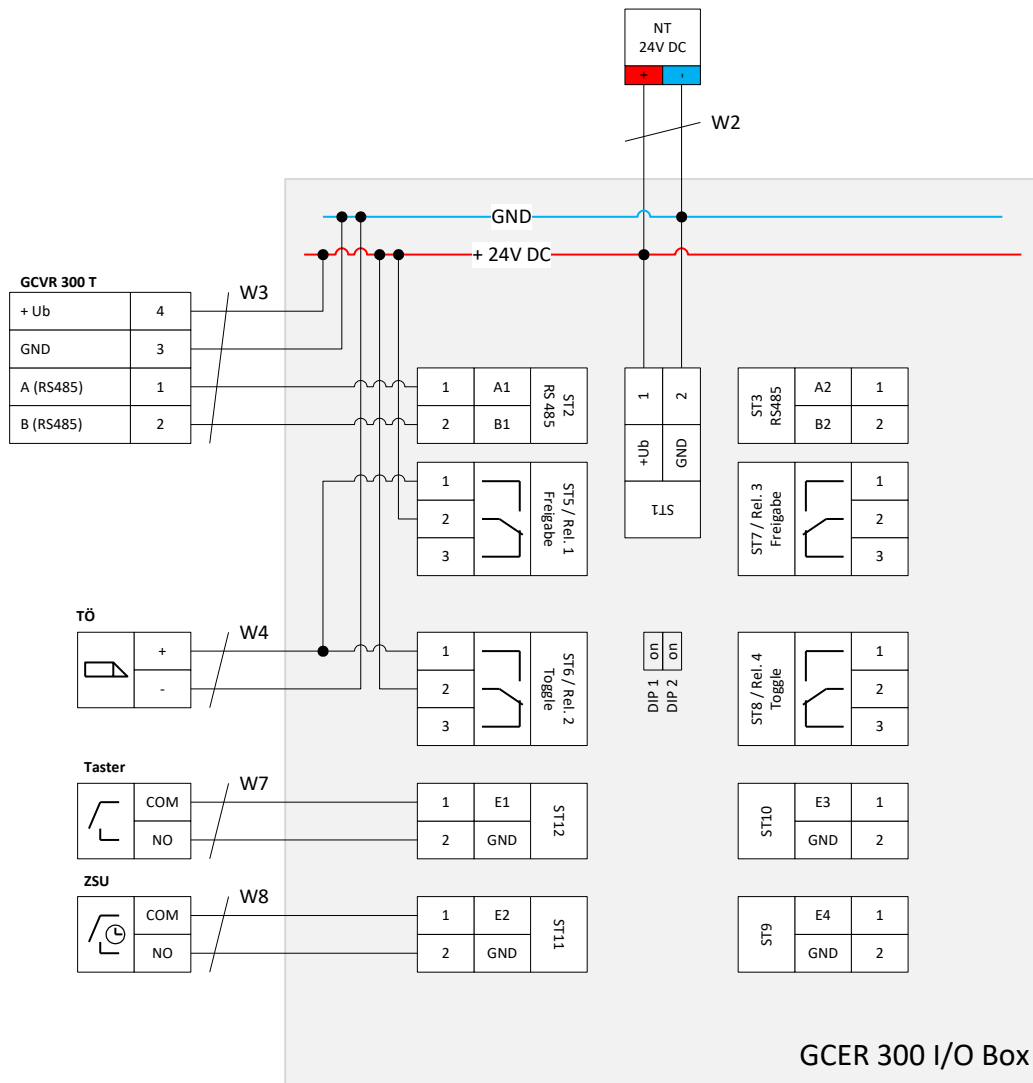 NT
24V DC
+ -
W2
GND
+ 24V DC
GCVR 300 T
W3
+ Ub 4
GND 3
A (RS485) 1
B (RS485) 2
1 A1
2 B1
ST2
RS 485
1 2
+Ub GND
ST1
ST3
RS485
A2 1
B2 2
1
2
3
ST5 / Rel. 1
Freigabe
ST7 / Rel. 3
Freigabe
1
2
3
TÖ
W4
+
-
1
2
3
ST6 / Rel. 2
Toggle
on on
DIP 1
DIP 2
ST8 / Rel. 4
Toggle
1
2
3
Taster
W7
COM
NO
1 E1
2 GND
ST12
ST10
E3 1
GND 2
ZSU
W8
COM
NO
1 E2
2 GND
ST11
ST9
E4 1
GND 2
GCER 300 I/O Box